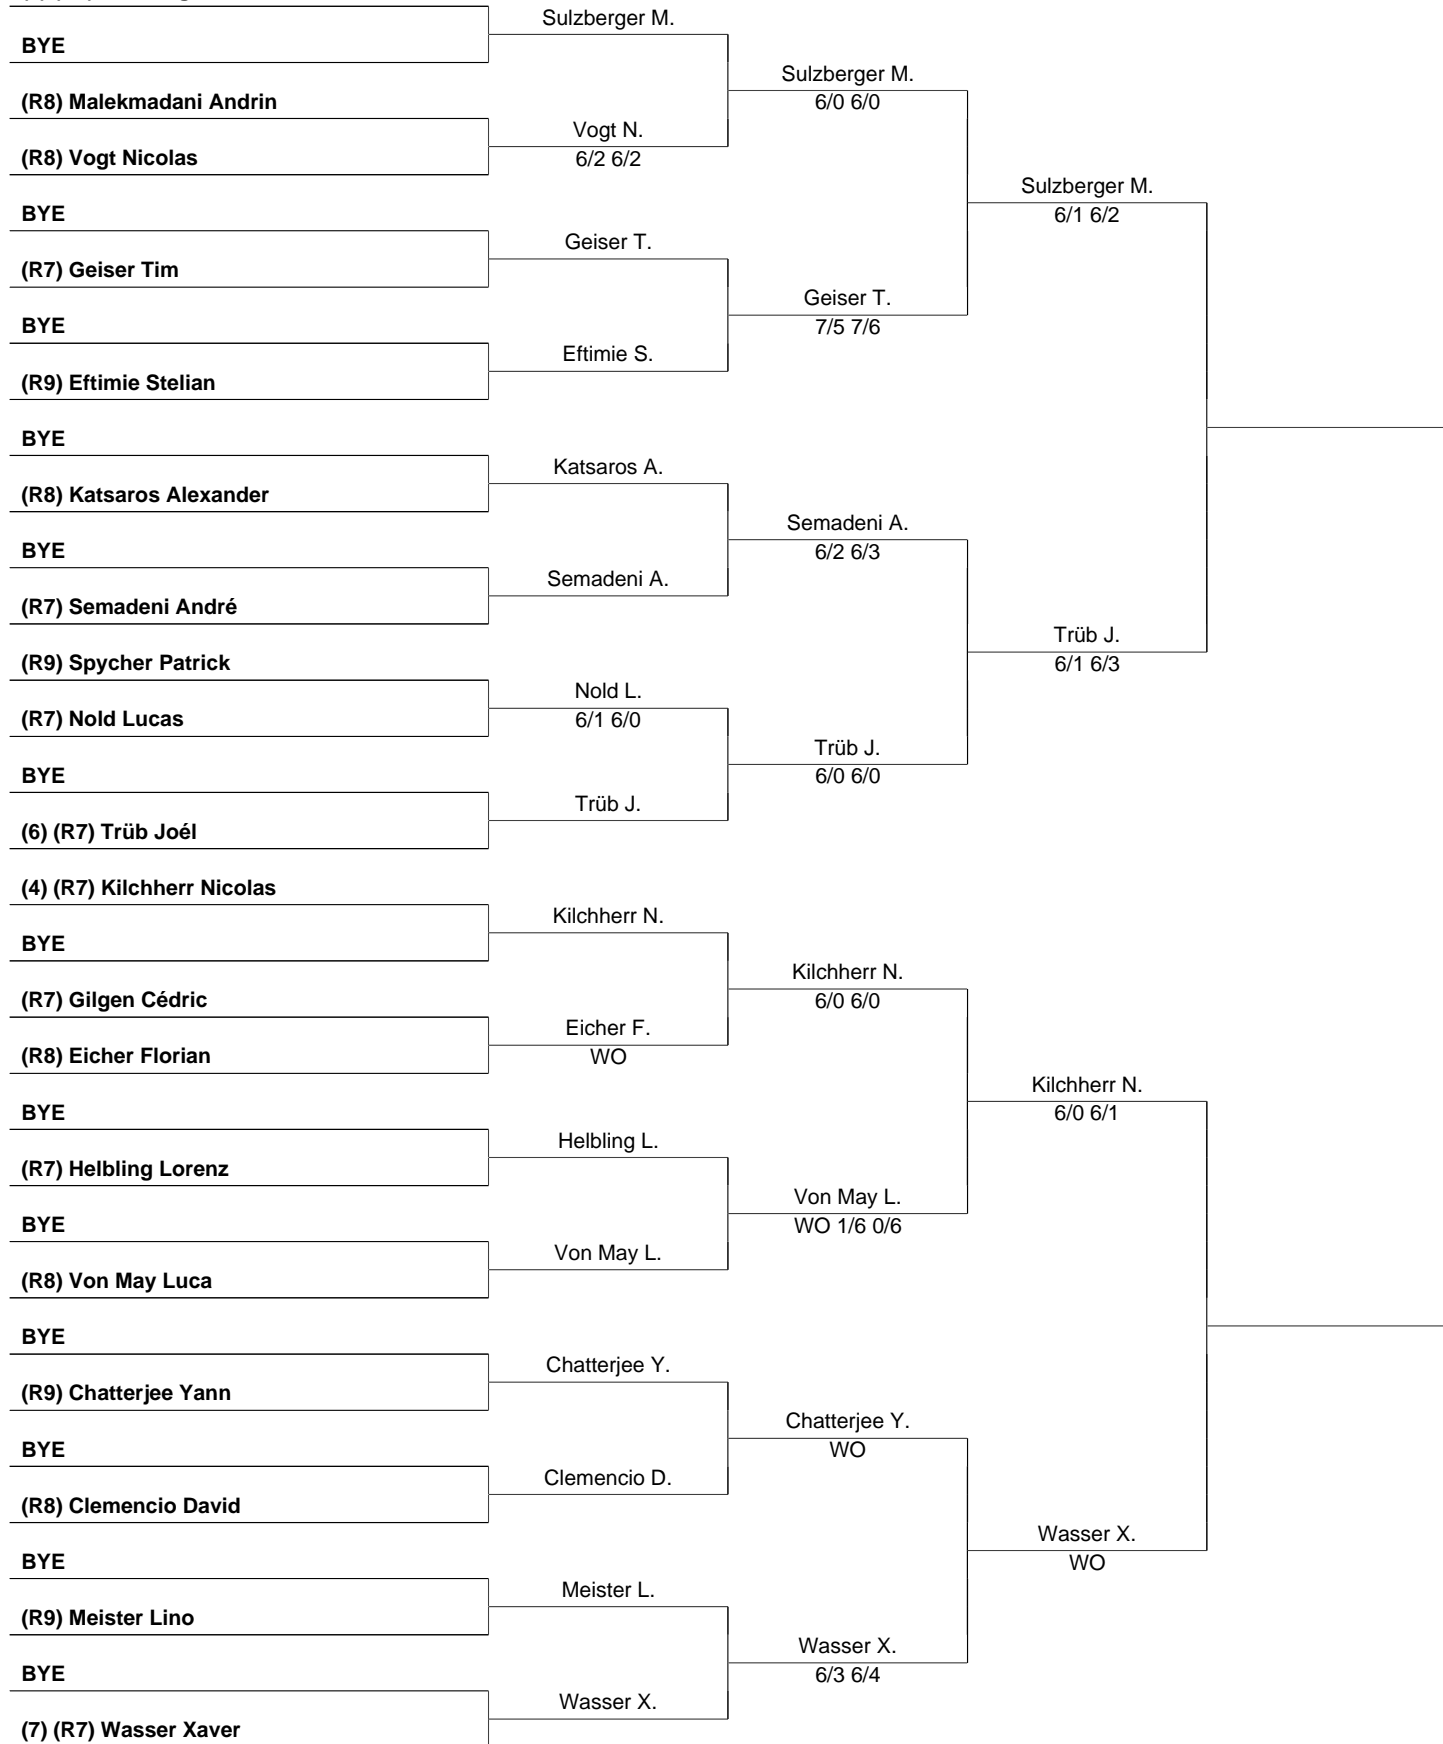 BYE
(R8) Malekmadani Andrin
(R8) Vogt Nicolas
BYE
(R7) Geiser Tim
BYE
(R9) Eftimie Stelian
BYE
(R8) Katsaros Alexander
BYE
(R7) Semadeni André
(R9) Spycher Patrick
(R7) Nold Lucas
BYE
(6) (R7) Trüb Joél
(4) (R7) Kilchherr Nicolas
BYE
(R7) Gilgen Cédric
(R8) Eicher Florian
BYE
(R7) Helbling Lorenz
BYE
(R8) Von May Luca
BYE
(R9) Chatterjee Yann
BYE
(R8) Clemencio David
BYE
(R9) Meister Lino
BYE
(7) (R7) Wasser Xaver
Sulzberger M.
Vogt N.
6/2 6/2
Geiser T.
Eftimie S.
Katsaros A.
Semadeni A.
Nold L.
6/1 6/0
Trüb J.
Kilchherr N.
Eicher F.
WO
Helbling L.
Von May L.
Chatterjee Y.
Clemencio D.
Meister L.
Wasser X.
Sulzberger M.
6/0 6/0
Geiser T.
7/5 7/6
Semadeni A.
6/2 6/3
Trüb J.
6/0 6/0
Kilchherr N.
6/0 6/0
Von May L.
WO 1/6 0/6
Chatterjee Y.
WO
Wasser X.
6/3 6/4
Sulzberger M.
6/1 6/2
Trüb J.
6/1 6/3
Kilchherr N.
6/0 6/1
Wasser X.
WO